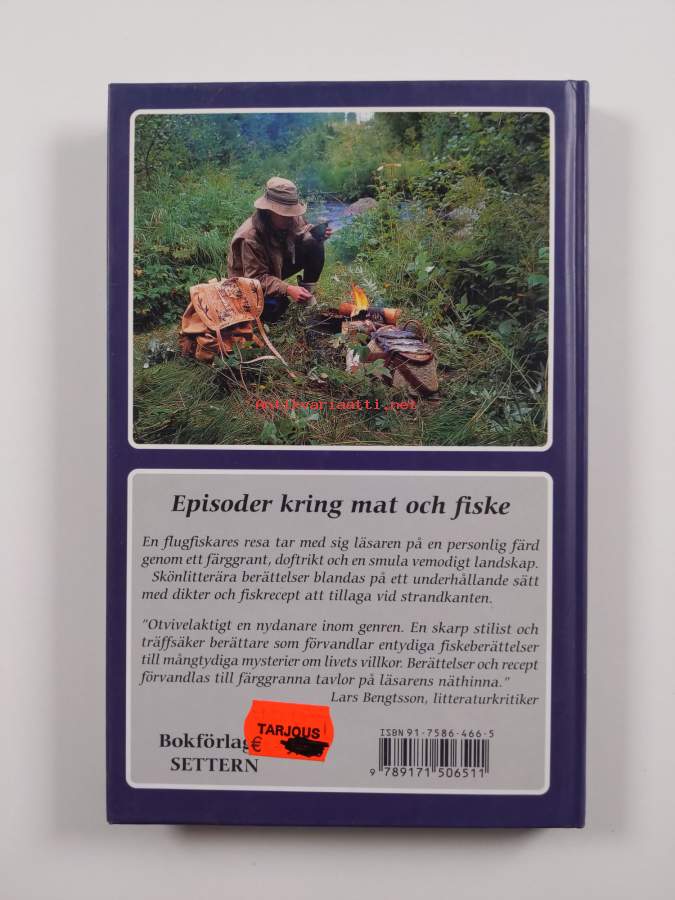 Antikvariaatti.net
Episoder kring mat och fiske
En flugfiskares resa tar med sig läsaren på en personlig färd
genom ett färggrant, doftrikt och en smula vemodigt landskap.
Skönlitterära berättelser blandas på ett underhållande sätt
med dikter och fiskrecept att tillaga vid strandkanten.
"Otvivelaktigt en nydanare inom genren. En skarp stilist och
träffsäker berättare som förvandlar entydiga fiskeberättelser
till mångtydiga mysterier om livets villkor. Berättelser och recept
förvandlas till färggranna tavlor på läsarens näthinna."
Lars Bengtsson, litteraturkritiker
Bokförlag
SETTERN
TARJOUS
€
ISBN 91-7586-466-5
9 789171 506511